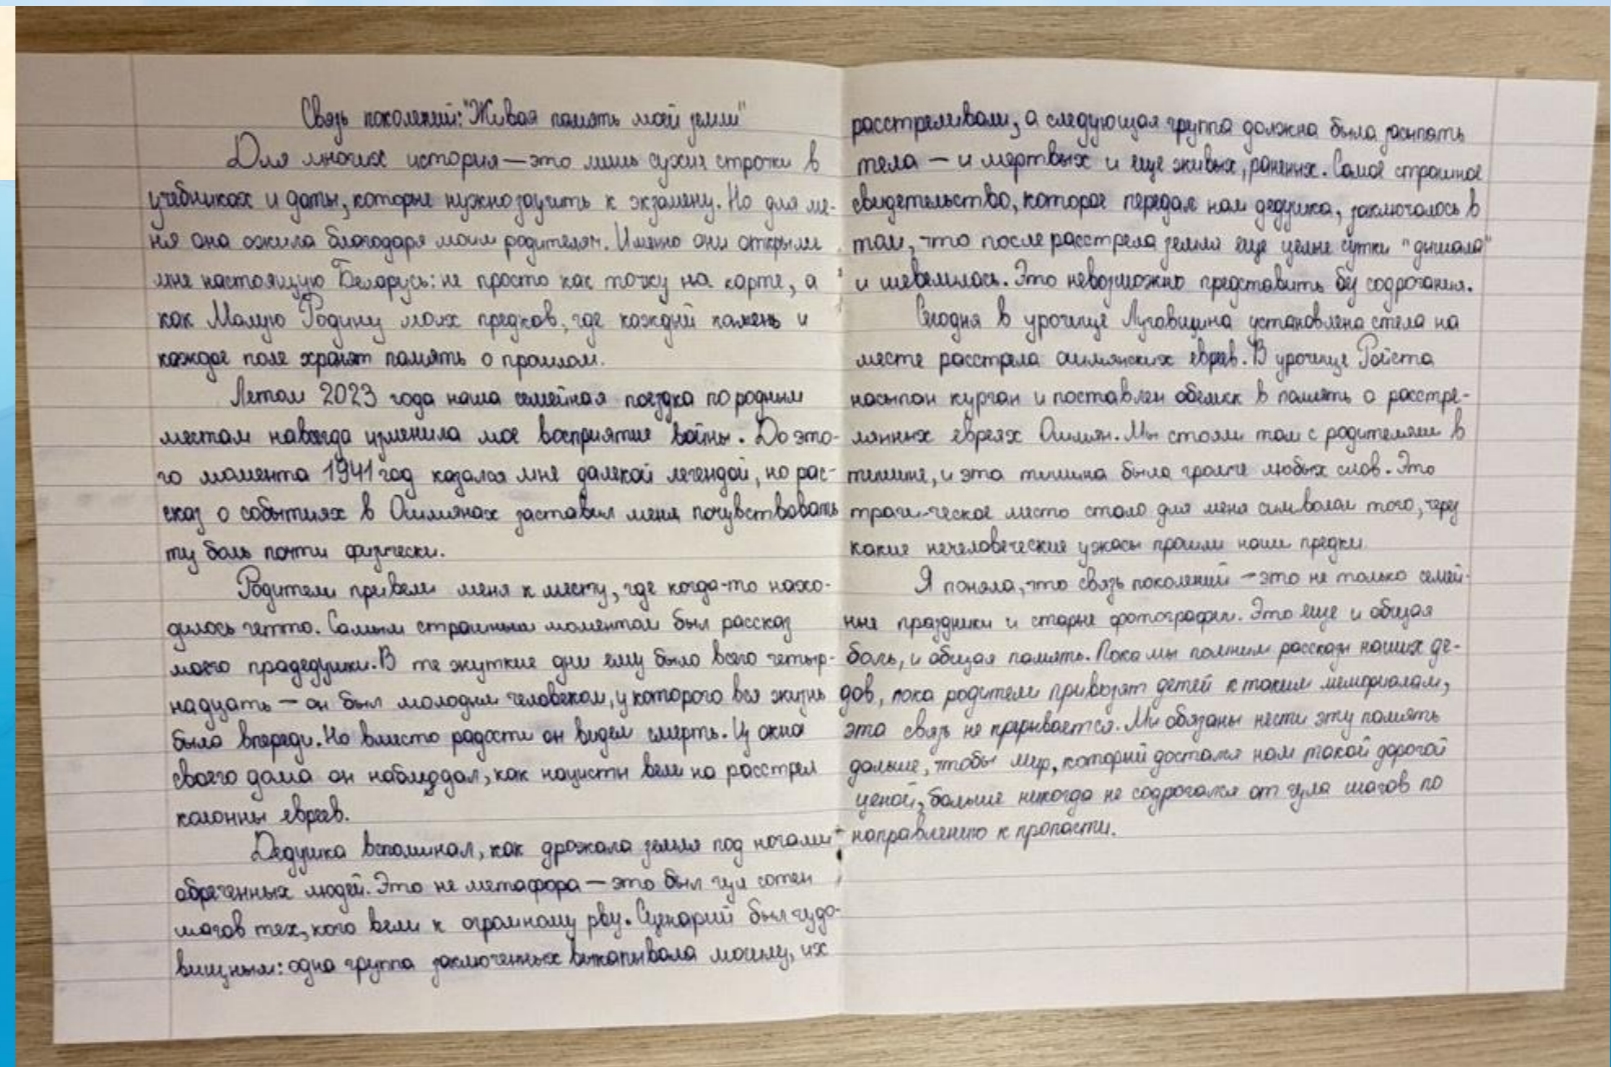 Связь поколений: "Живая память моей земли"
Для многих история — это лишь сухие строчки в
учебниках и даты, которые нужно заучить к экзамену. Но для ме-
ня она ожила благодаря моим родителям. Именно они открыли
мне настоящую Беларусь: не просто как точку на карте, а
как Малую Родину моих предков, где каждый камень и
каждое поле хранят память о прошлом.
Летом 2023 года наша семейная поездка по родным
местам навсегда изменила мое восприятие войны. До это-
го момента 1941 год казался мне далекой легендой, но рас-
сказ о событиях в Ошмянах заставил меня почувствовать
ту боль почти физически.
Родители привели меня к месту, где когда-то нахо-
дилось гетто. Самым страшным моментом был рассказ
моего прадедушки. В те жуткие дни ему было всего четыр-
надцать — он был молодым человеком, у которого вся жизнь
была впереди. Но вместо радости он видел смерть. Из окна
своего дома он наблюдал, как нацисты вели на расстрел
колонны евреев.
Дедушка вспоминал, как дрожала земля под ногами
обреченных людей. Это не метафора — это был гул сотен
шагов тех, кого вели к огромному рву. Сценарий был чудо-
вищным: одна группа заключенных выкапывала могилу, их
расстреливали, а следующая группа должна была засыпать
тела — и мертвых и еще живых, раненых. Самое страшное
свидетельство, которое передал нам дедушка, заключалось в
том, что после расстрела земля еще целые сутки "дышала"
и шевелилась. Это невозможно представить без содрогания.
Сегодня в урочище Луговщина установлена стела на
месте расстрела ошмянских евреев. В урочище Ройста
насыпан курган и поставлен обелиск в память о расстре-
лянных евреях Ошмян. Мы стояли там с родителями в
тишине, и эта тишина была громче любых слов. Это
трагическое место стало для меня символом того, через
какие нечеловеческие ужасы прошли наши предки.
Я поняла, что связь поколений — это не только семей-
ные праздники и старые фотографии. Это еще и общая
боль, и общая память. Пока мы помним рассказы наших де-
дов, пока родители привозят детей к таким мемориалам,
эта связь не прерывается. Мы обязаны нести эту память
дальше, чтобы мир, который достался нам такой дорогой
ценой, больше никогда не содрогался от гула шагов по
направлению к пропасти.